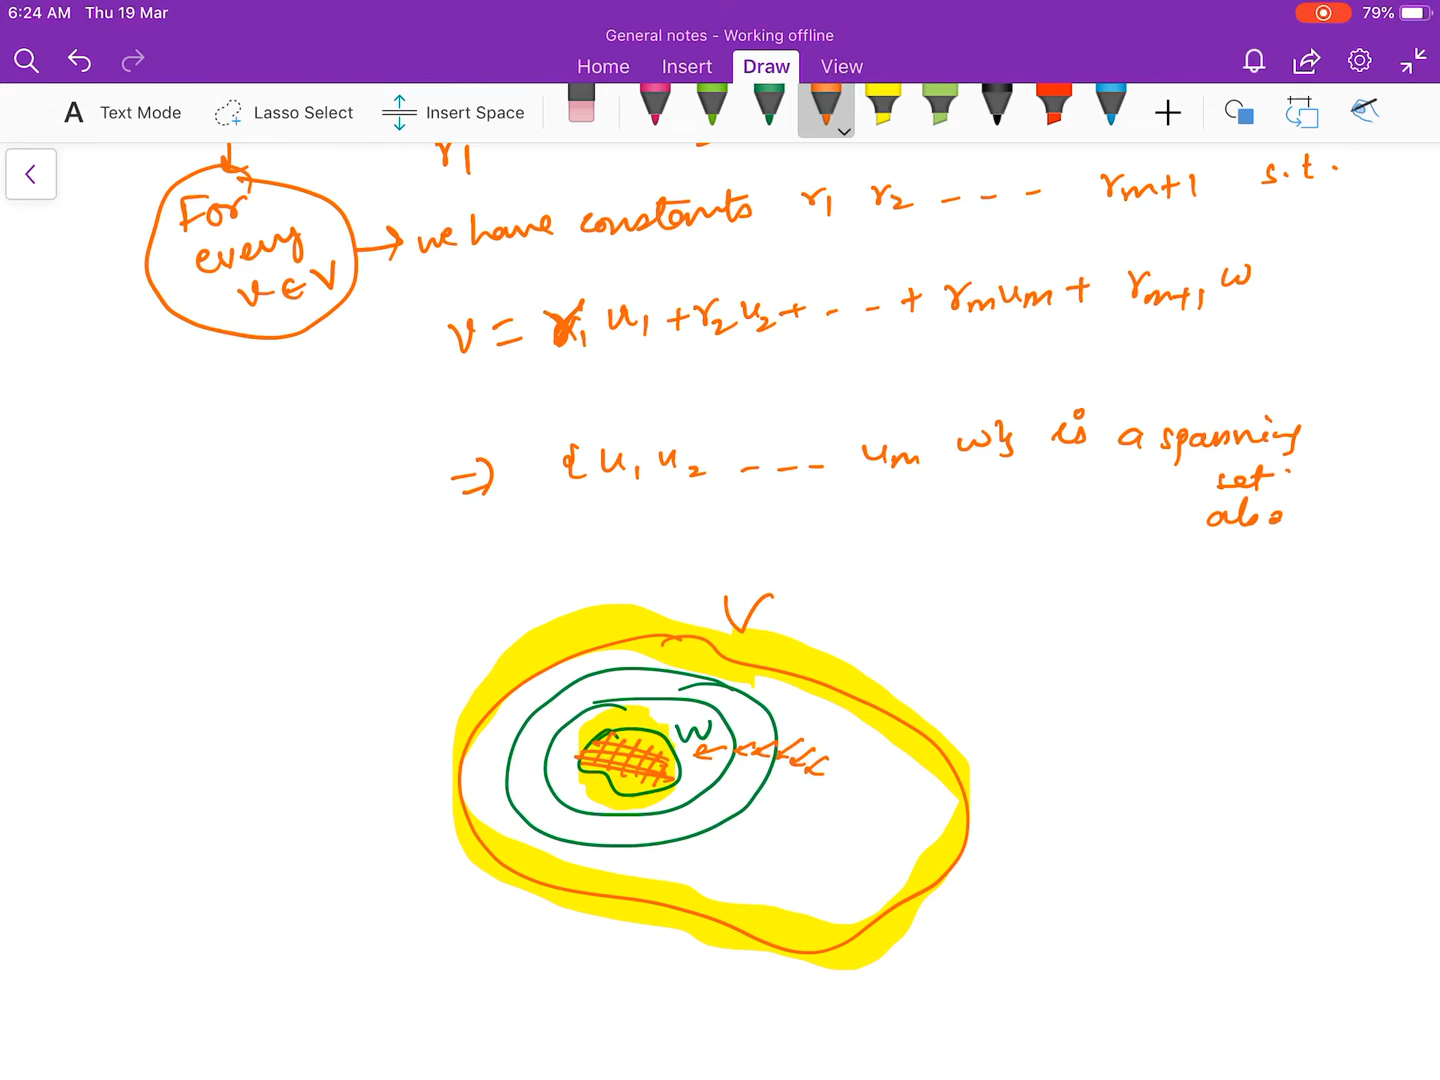 6:24 AM Thu 19 Mar
79%
General notes - Working offline
Home Insert Draw View
Text Mode Lasso Select Insert Space
r1
For
every
v ∈ V
we have constants r1 r2 - - - - rm+1 s.t.
v = r1 u1 + r2 u2 + - - - + rm um + rm+1 w
⇒ { u1 u2 - - - um w} is a spanning
set
also
V
W